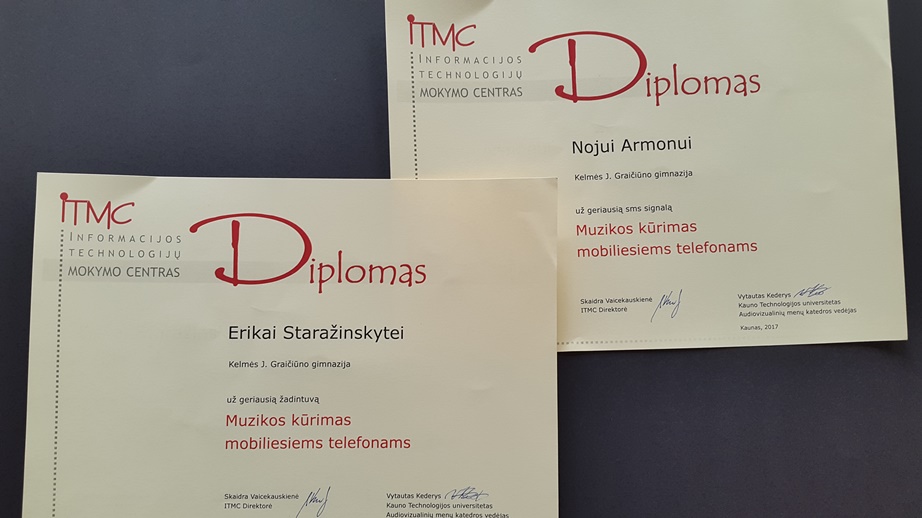 ITMC
INFORMACIJOS
TECHNOLOGIJŲ
MOKYMO CENTRAS
Diplomas
Nojui Armonui
Kelmės J. Graičiūno gimnazija
už geriausią sms signalą
Muzikos kūrimas
mobiliesiems telefonams
Skaidra Vaicekauskienė
ITMC Direktorė
Vytautas Kederys
Kauno Technologijos universitetas
Audiovizualinių menų katedros vedėjas
Kaunas, 2017
ITMC
INFORMACIJOS
TECHNOLOGIJŲ
MOKYMO CENTRAS
Diplomas
Erikai Staražinskytei
Kelmės J. Graičiūno gimnazija
už geriausią žadintuvą
Muzikos kūrimas
mobiliesiems telefonams
Skaidra Vaicekauskienė
ITMC Direktorė
Vytautas Kederys
Kauno Technologijos universitetas
Audiovizualinių menų katedros vedėjas